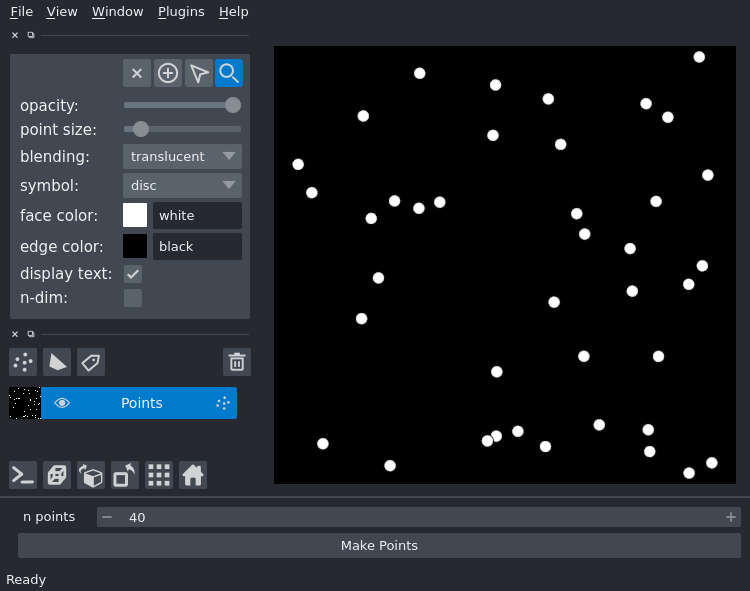 File View Window Plugins Help
opacity:
point size:
blending: translucent
symbol: disc
face color: white
edge color: black
display text:
n-dim:
Points
n points 40
Make Points
Ready